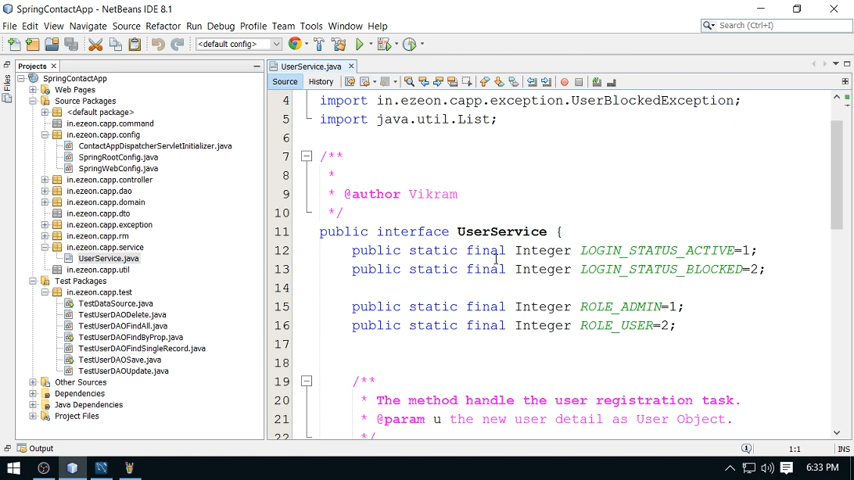 SpringContactApp - NetBeans IDE 8.1
File Edit View Navigate Source Refactor Run Debug Profile Team Tools Window Help
<default config>
Search (Ctrl+I)
Projects
UserService.java
Files
Source History
SpringContactApp
Web Pages
Source Packages
<default package>
in.ezeon.capp.command
in.ezeon.capp.config
ContactAppDispatcherServletInitializer.java
SpringRootConfig.java
SpringWebConfig.java
in.ezeon.capp.controller
in.ezeon.capp.dao
in.ezeon.capp.domain
in.ezeon.capp.dto
in.ezeon.capp.exception
in.ezeon.capp.rm
in.ezeon.capp.service
UserService.java
in.ezeon.capp.util
Test Packages
in.ezeon.capp.test
TestDataSource.java
TestUserDAODelete.java
TestUserDAOFindAll.java
TestUserDAOFindByProp.java
TestUserDAOFindSingleRecord.java
TestUserDAOSave.java
TestUserDAOUpdate.java
Other Sources
Dependencies
Java Dependencies
Project Files
4 import in.ezeon.capp.exception.UserBlockedException;
5 import java.util.List;
6
7 /**
8 *
9 * @author Vikram
10 */
11 public interface UserService {
12 public static final Integer LOGIN_STATUS_ACTIVE=1;
13 public static final Integer LOGIN_STATUS_BLOCKED=2;
14
15 public static final Integer ROLE_ADMIN=1;
16 public static final Integer ROLE_USER=2;
17
18
19 /**
20 * The method handle the user registration task.
21 * @param u the new user detail as User Object.
22 */
Output
1:1 INS
6:33 PM